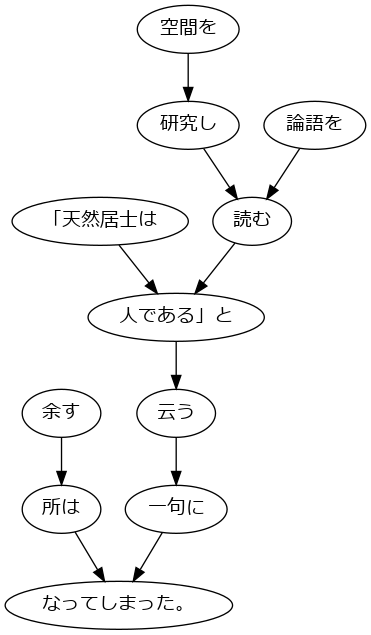 空間を
研究し
論語を
「天然居士は
読む
人である」と
余す
云う
所は
一句に
なってしまった。